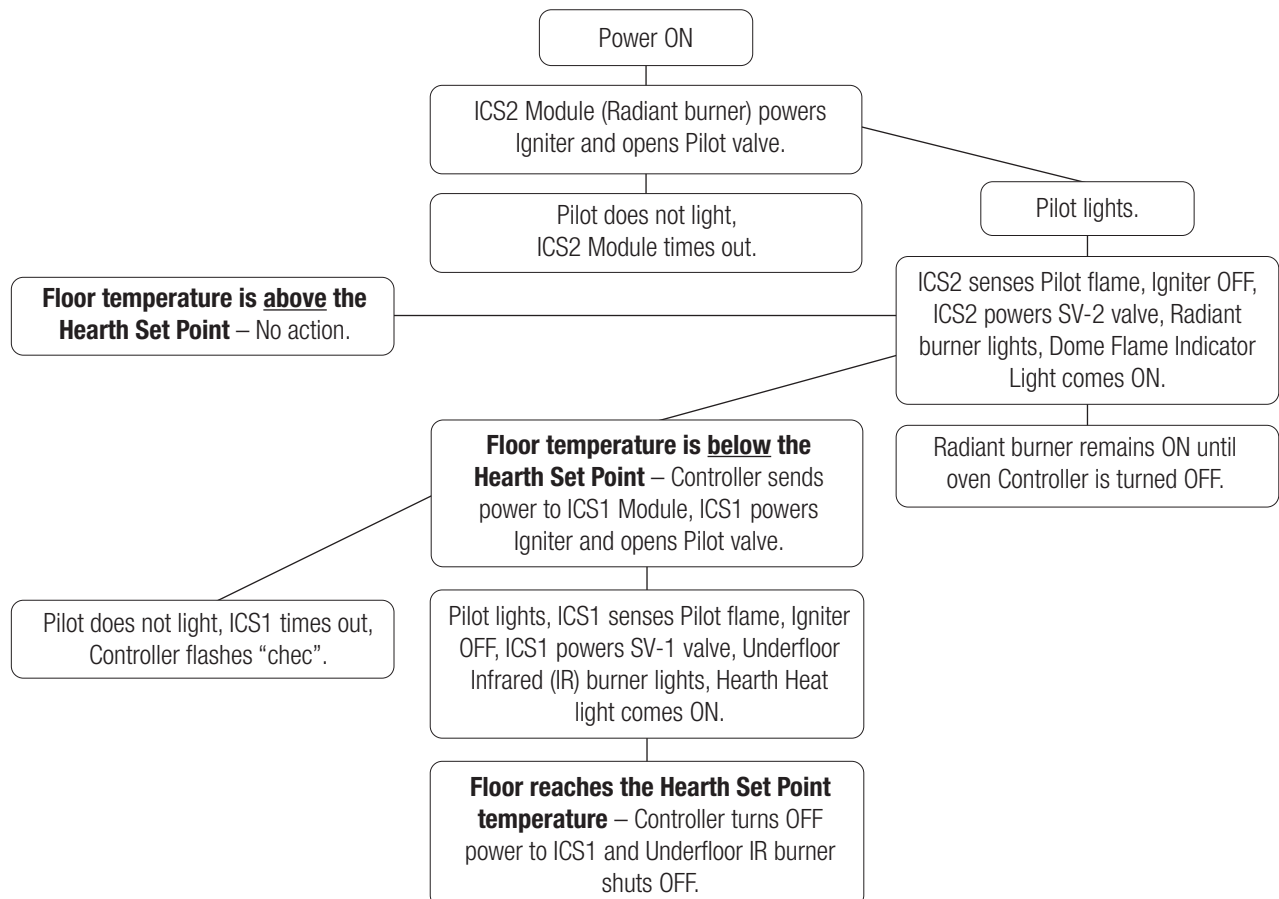 Power ON
ICS2 Module (Radiant burner) powers
Igniter and opens Pilot valve.
Pilot does not light,
ICS2 Module times out.
Pilot lights.
Floor temperature is above the
Hearth Set Point – No action.
ICS2 senses Pilot flame, Igniter OFF,
ICS2 powers SV-2 valve, Radiant
burner lights, Dome Flame Indicator
Light comes ON.
Radiant burner remains ON until
oven Controller is turned OFF.
Floor temperature is below the
Hearth Set Point – Controller sends
power to ICS1 Module, ICS1 powers
Igniter and opens Pilot valve.
Pilot does not light, ICS1 times out,
Controller flashes “chec”.
Pilot lights, ICS1 senses Pilot flame, Igniter
OFF, ICS1 powers SV-1 valve, Underfloor
Infrared (IR) burner lights, Hearth Heat
light comes ON.
Floor reaches the Hearth Set Point
temperature – Controller turns OFF
power to ICS1 and Underfloor IR burner
shuts OFF.